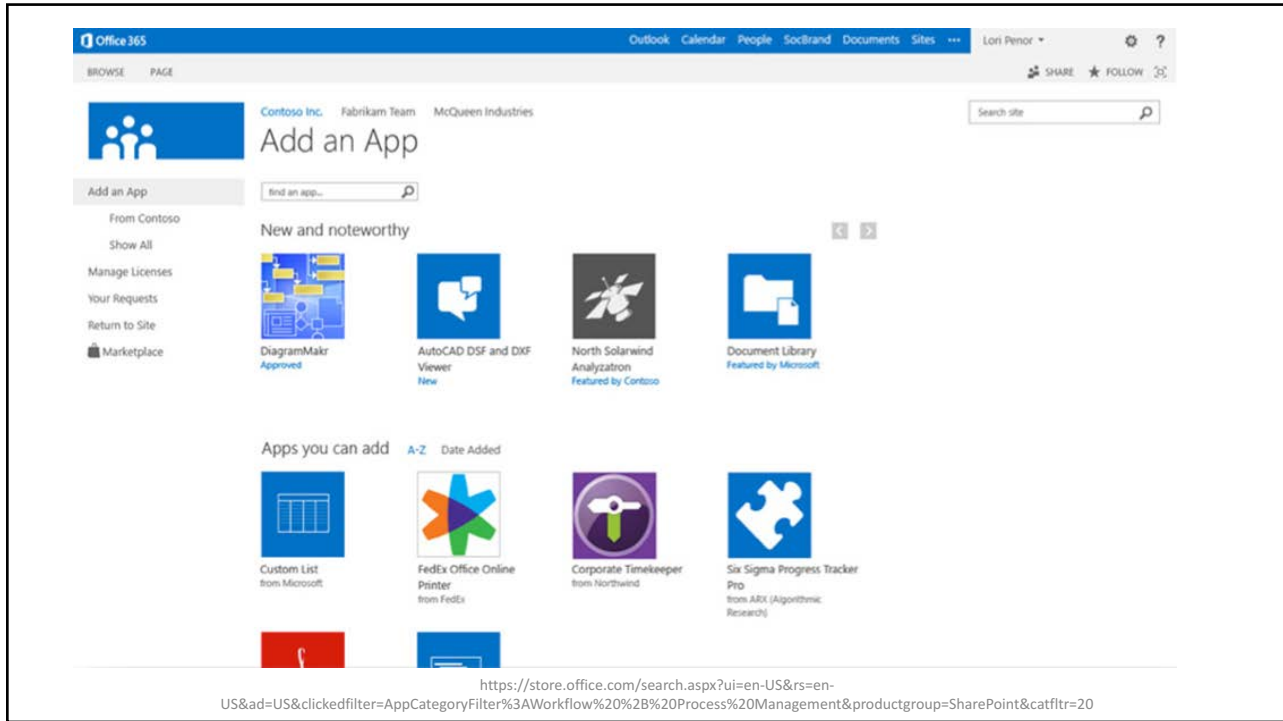 Office 365
Outlook Calendar People SocBrand Documents Sites ••• Lori Penor ?
BROWSE PAGE
SHARE FOLLOW
Contoso Inc. Fabrikam Team McQueen Industries
Search site
Add an App
Add an App
find an app...
From Contoso
Show All
Manage Licenses
Your Requests
Return to Site
Marketplace
New and noteworthy
DiagramMakr
Approved
AutoCAD DSF and DXF
Viewer
New
North Solarwind
Analyzatron
Featured by Contoso
Document Library
Featured by Microsoft
Apps you can add A-Z Date Added
Custom List
from Microsoft
FedEx Office Online
Printer
from FedEx
Corporate Timekeeper
from Northwind
Six Sigma Progress Tracker
Pro
from ARX (Algorithmic
Research)
https://store.office.com/search.aspx?ui=en-US&rs=en-
US&ad=US&clickedfilter=AppCategoryFilter%3AWorkflow%20%2B%20Process%20Management&productgroup=SharePoint&catfltr=20